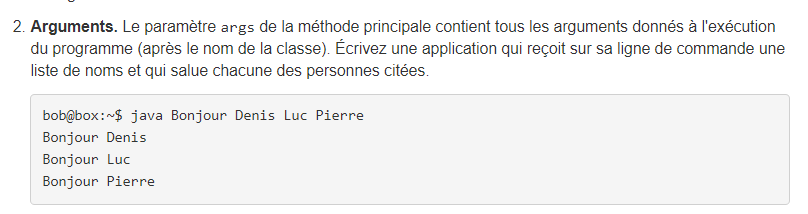 2. Arguments. Le paramètre args de la méthode principale contient tous les arguments donnés à l'exécution
du programme (après le nom de la classe). Écrivez une application qui reçoit sur sa ligne de commande une
liste de noms et qui salue chacune des personnes citées.
bob@box:~$ java Bonjour Denis Luc Pierre
Bonjour Denis
Bonjour Luc
Bonjour Pierre